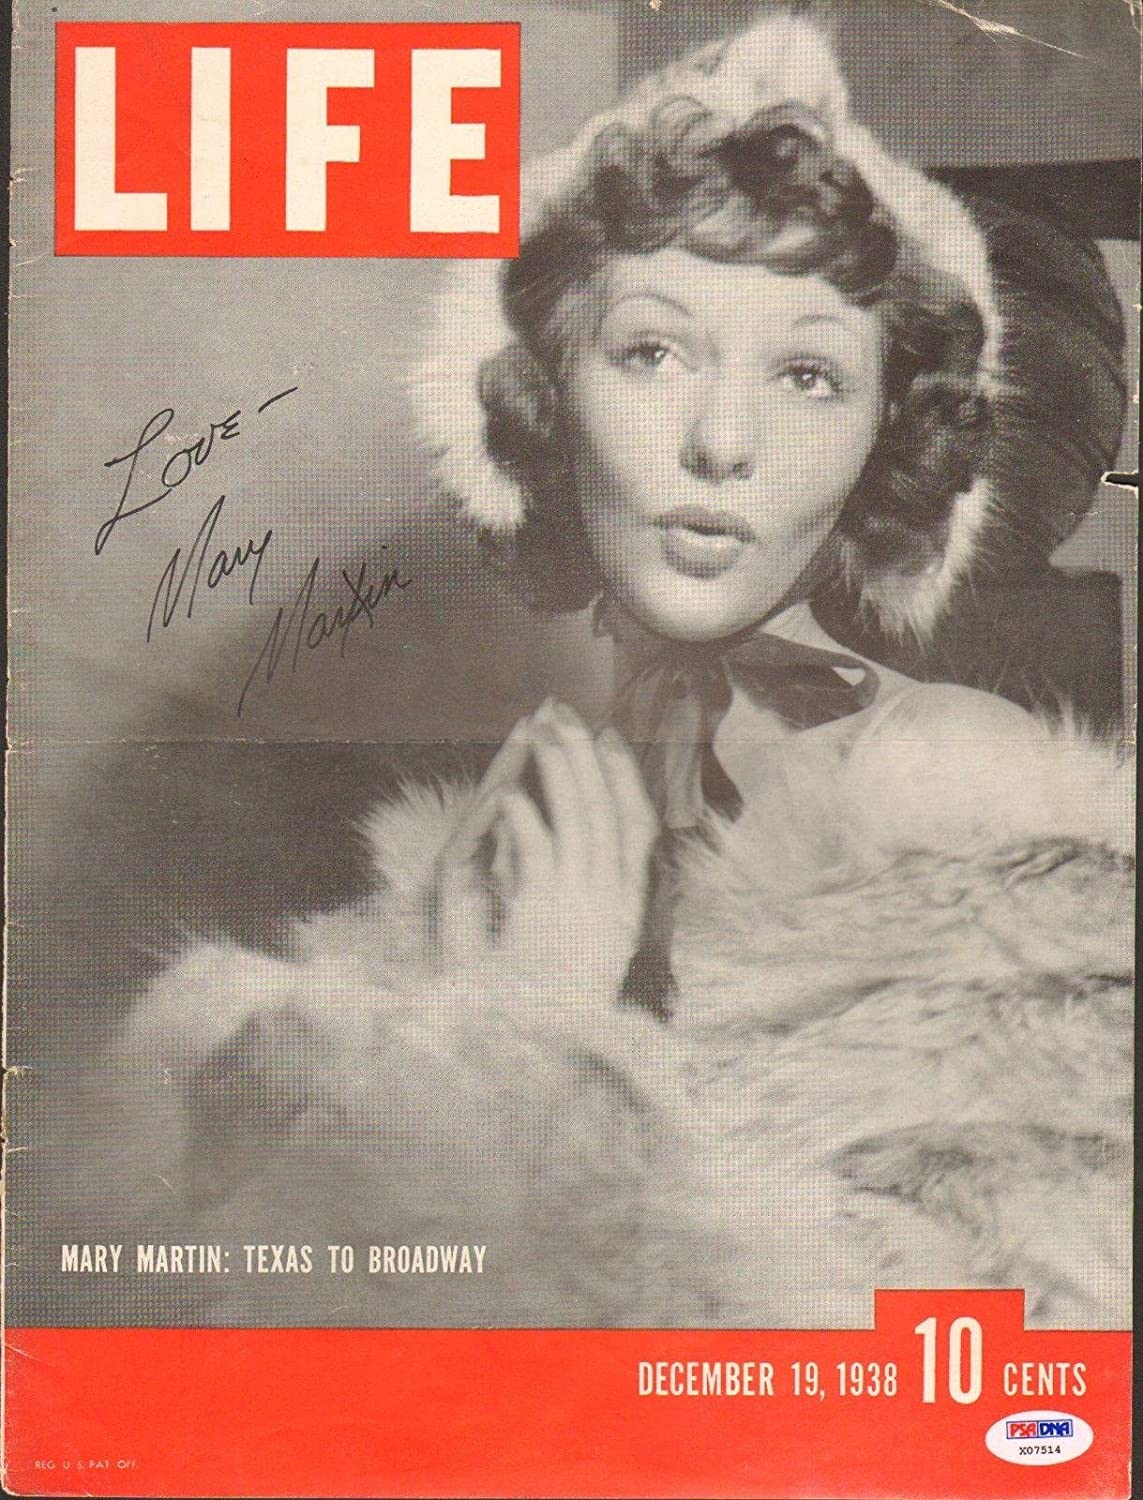 LIFE
Love-
Mary
Martin
MARY MARTIN: TEXAS TO BROADWAY
DECEMBER 19, 1938 10 CENTS
PSA DNA
X07514
REG. U.S. PAT. OFF.